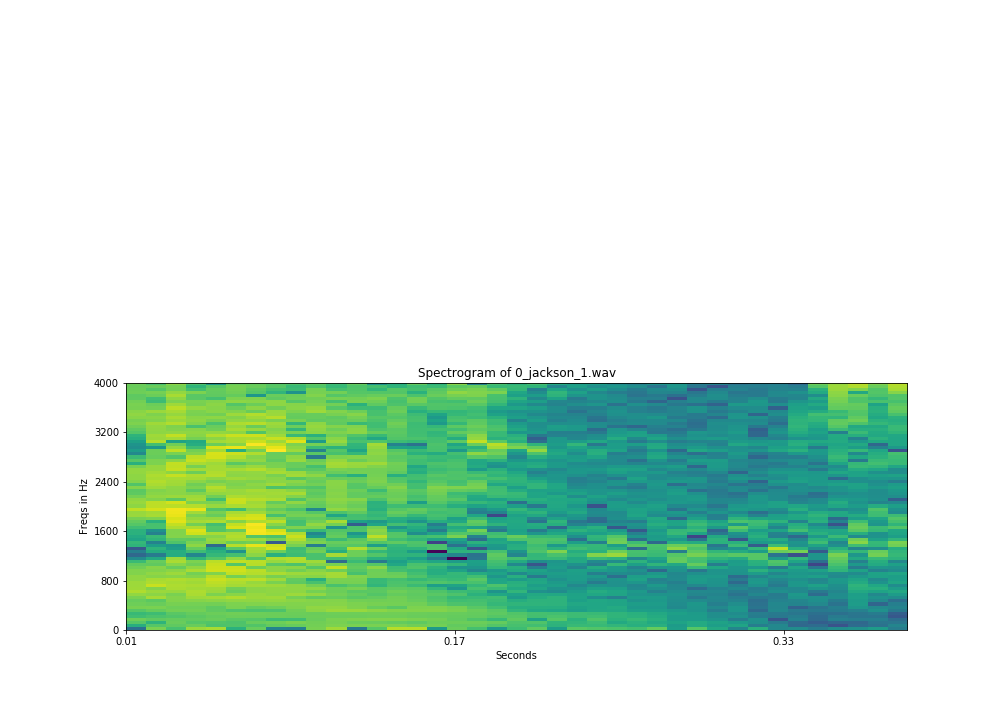 Spectrogram of 0_jackson_1.wav
4000
3200
2400
1600
800
0
Freqs in Hz
0.01 0.17 0.33
Seconds